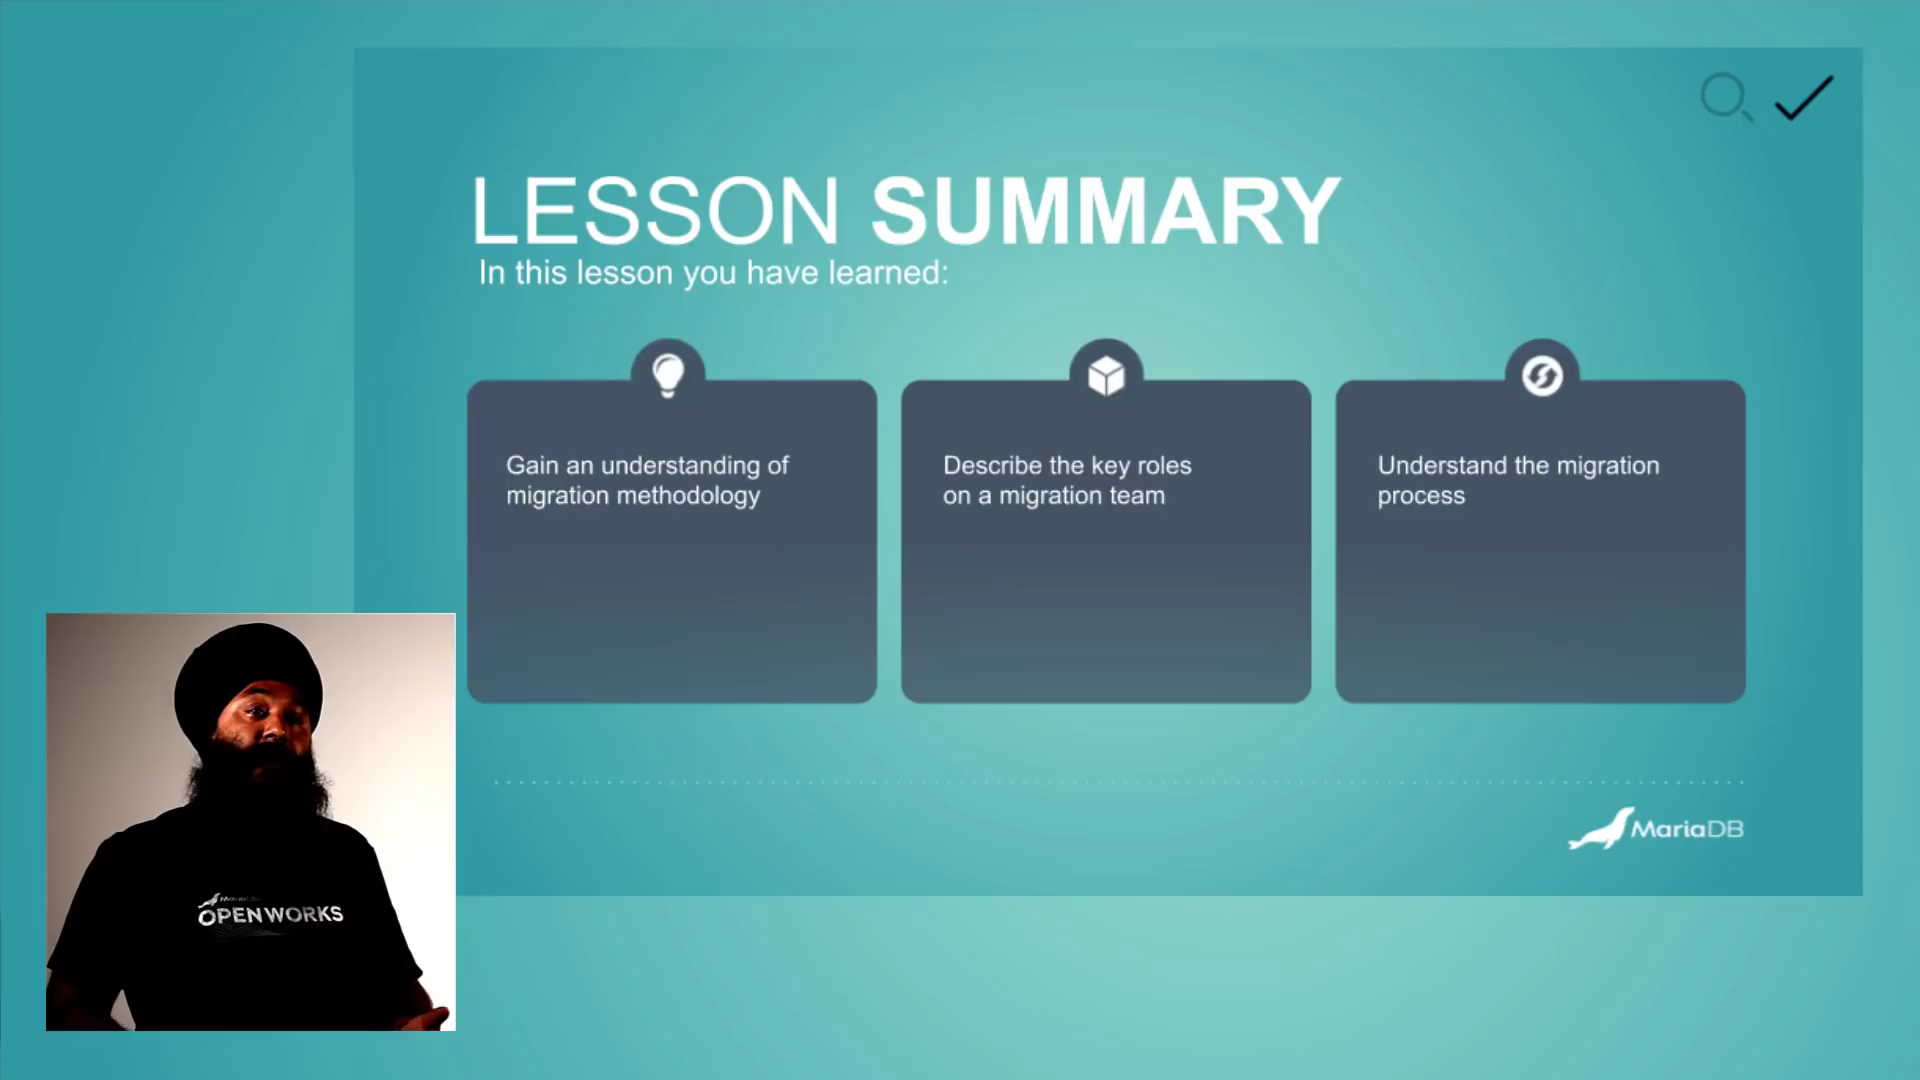 LESSON SUMMARY
In this lesson you have learned:
Gain an understanding of
migration methodology
Describe the key roles
on a migration team
Understand the migration
process
MariaDB
OPENWORKS